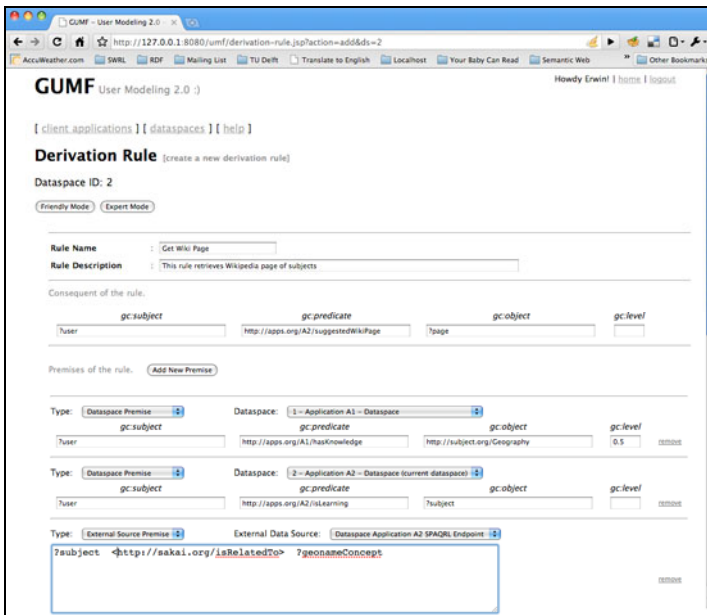 GUMF – User Modeling 2.0 –
http://127.0.0.1:8080/umf/derivation-rule.jsp?action=add&ds=2
AccuWeather.com SWRL RDF Mailing List TU Delft Translate to English Localhost Your Baby Can Read Semantic Web » Other Bookmarks
GUMF User Modeling 2.0 :)
Howdy Erwin! | home | logout
[ client applications ] [ dataspaces ] [ help ]
Derivation Rule [create a new derivation rule]
Dataspace ID: 2
Friendly Mode Expert Mode
Rule Name : Get Wiki Page
Rule Description : This rule retrieves Wikipedia page of subjects
Consequent of the rule.
gc:subject gc:predicate gc:object gc:level
?user http://apps.org/A2/suggestedWikiPage ?page
Premises of the rule. Add New Premise
Type: Dataspace Premise Dataspace: 1 – Application A1 – Dataspace
gc:subject gc:predicate gc:object gc:level
?user http://apps.org/A1/hasKnowledge http://subject.org/Geography 0.5 remove
Type: Dataspace Premise Dataspace: 2 – Application A2 – Dataspace (current dataspace)
gc:subject gc:predicate gc:object gc:level
?user http://apps.org/A2/isLearning ?subject remove
Type: External Source Premise External Data Source: Dataspace Application A2 SPAQRL Endpoint
?subject <http://sakai.org/isRelatedTo> ?geonameConcept
remove